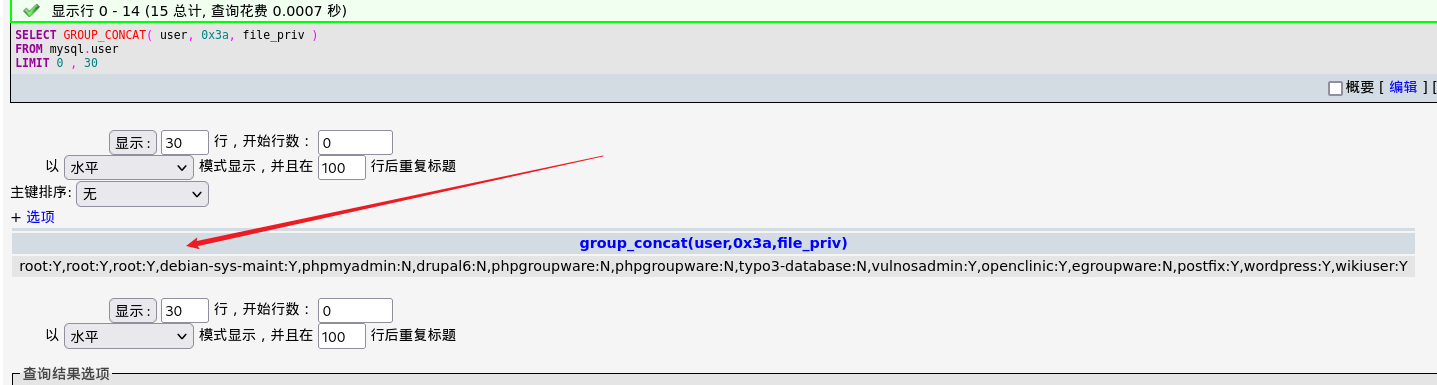 显示行 0 - 14 (15 总计, 查询花费 0.0007 秒)
SELECT GROUP_CONCAT( user, 0x3a, file_priv )
FROM mysql.user
LIMIT 0 , 30
概要 [ 编辑 ] [
显示 : 30 行 , 开始行数 : 0
以 水平 模式显示 , 并且在 100 行后重复标题
主键排序: 无
+ 选项
group_concat(user,0x3a,file_priv)
root:Y,root:Y,root:Y,debian-sys-maint:Y,phpmyadmin:N,drupal6:N,phpgroupware:N,phpgroupware:N,typo3-database:N,vulnosadmin:Y,openclinic:Y,egroupware:N,postfix:Y,wordpress:Y,wikiuser:Y
显示 : 30 行 , 开始行数 : 0
以 水平 模式显示 , 并且在 100 行后重复标题
查询结果选项